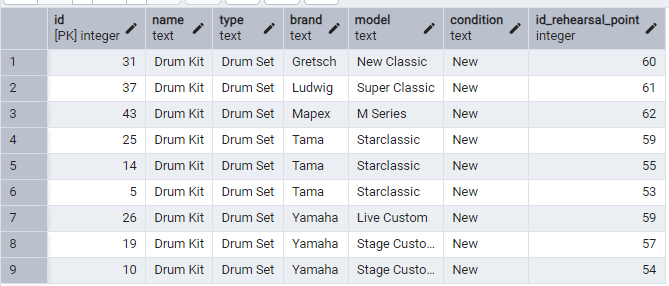 id name type brand model condition id_rehearsal_point
[PK] integer text text text text text integer
1 31 Drum Kit Drum Set Gretsch New Classic New 60
2 37 Drum Kit Drum Set Ludwig Super Classic New 61
3 43 Drum Kit Drum Set Mapex M Series New 62
4 25 Drum Kit Drum Set Tama Starclassic New 59
5 14 Drum Kit Drum Set Tama Starclassic New 55
6 5 Drum Kit Drum Set Tama Starclassic New 53
7 26 Drum Kit Drum Set Yamaha Live Custom New 59
8 19 Drum Kit Drum Set Yamaha Stage Custo... New 57
9 10 Drum Kit Drum Set Yamaha Stage Custo... New 54